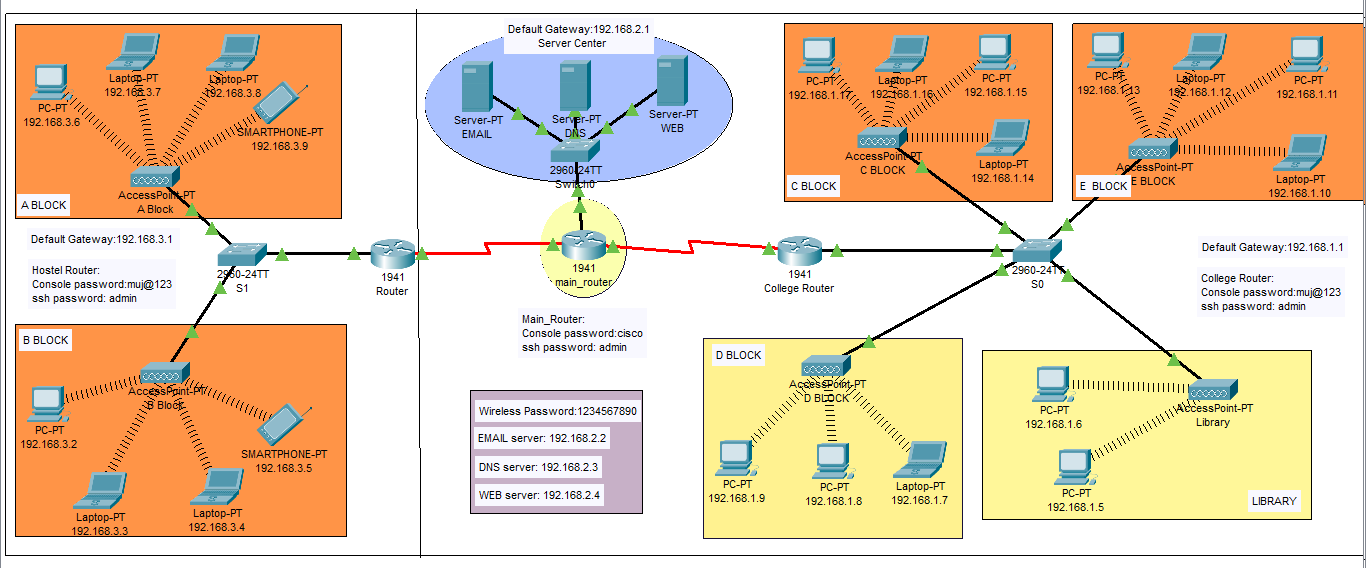 PC-PT
192.168.3.6
Laptop-PT
192.168.3.7
Laptop-PT
192.168.3.8
SMARTPHONE-PT
192.168.3.9
AccessPoint-PT
A Block
A BLOCK
Default Gateway:192.168.3.1
Hostel Router:
Console password:muj@123
ssh password: admin
2960-24TT
S1
1941
Router
B BLOCK
AccessPoint-PT
B Block
PC-PT
192.168.3.2
Laptop-PT
192.168.3.3
Laptop-PT
192.168.3.4
SMARTPHONE-PT
192.168.3.5
Default Gateway:192.168.2.1
Server Center
Server-PT
EMAIL
Server-PT
DNS
Server-PT
WEB
2960-24TT
Switch0
1941
main_router
Main_Router:
Console password:cisco
ssh password: admin
Wireless Password:1234567890
EMAIL server: 192.168.2.2
DNS server: 192.168.2.3
WEB server: 192.168.2.4
1941
College Router
PC-PT
192.168.1.17
Laptop-PT
192.168.1.16
PC-PT
192.168.1.15
AccessPoint-PT
C BLOCK
Laptop-PT
192.168.1.14
C BLOCK
PC-PT
192.168.1.13
Laptop-PT
192.168.1.12
PC-PT
192.168.1.11
AccessPoint-PT
E BLOCK
Laptop-PT
192.168.1.10
E BLOCK
2960-24TT
S0
Default Gateway:192.168.1.1
College Router:
Console password:muj@123
ssh password: admin
D BLOCK
AccessPoint-PT
D BLOCK
PC-PT
192.168.1.9
PC-PT
192.168.1.8
Laptop-PT
192.168.1.7
PC-PT
192.168.1.6
AccessPoint-PT
Library
PC-PT
192.168.1.5
LIBRARY